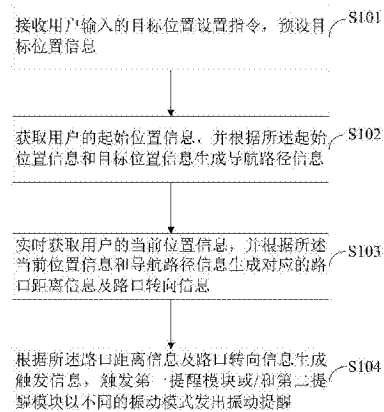 接收用户输入的目标位置设置指令，预设目
标位置信息
S101
获取用户的起始位置信息，并根据所述起始
位置信息和目标位置信息生成导航路径信息
S102
实时获取用户的当前位置信息，并根据所述
当前位置信息和导航路径信息生成对应的路
口距离信息及路口转向信息
S103
根据所述路口距离信息及路口转向信息生成
触发信息，触发第一提醒模块或/和第二提
醒模块以不同的振动模式发出振动提醒
S104